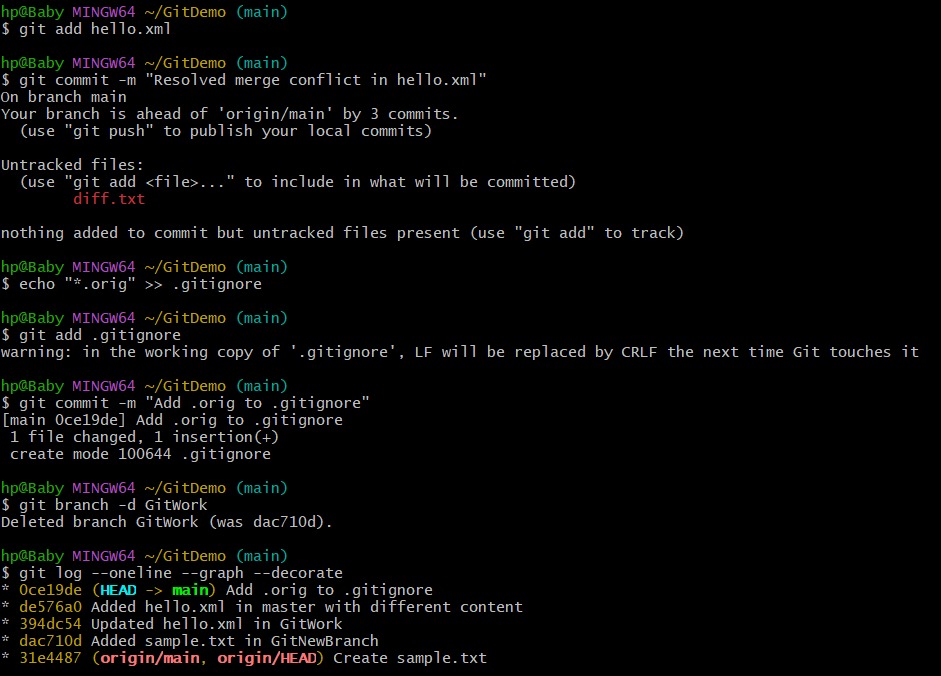 hp@Baby MINGW64 ~/GitDemo (main)
$ git add hello.xml
hp@Baby MINGW64 ~/GitDemo (main)
$ git commit -m "Resolved merge conflict in hello.xml"
On branch main
Your branch is ahead of 'origin/main' by 3 commits.
  (use "git push" to publish your local commits)
Untracked files:
  (use "git add <file>..." to include in what will be committed)
        diff.txt
nothing added to commit but untracked files present (use "git add" to track)
hp@Baby MINGW64 ~/GitDemo (main)
$ echo "*.orig" >> .gitignore
hp@Baby MINGW64 ~/GitDemo (main)
$ git add .gitignore
warning: in the working copy of '.gitignore', LF will be replaced by CRLF the next time Git touches it
hp@Baby MINGW64 ~/GitDemo (main)
$ git commit -m "Add .orig to .gitignore"
[main 0ce19de] Add .orig to .gitignore
 1 file changed, 1 insertion(+)
 create mode 100644 .gitignore
hp@Baby MINGW64 ~/GitDemo (main)
$ git branch -d GitWork
Deleted branch GitWork (was dac710d).
hp@Baby MINGW64 ~/GitDemo (main)
$ git log --oneline --graph --decorate
* 0ce19de (HEAD -> main) Add .orig to .gitignore
* de576a0 Added hello.xml in master with different content
* 394dc54 Updated hello.xml in GitWork
* dac710d Added sample.txt in GitNewBranch
* 31e4487 (origin/main, origin/HEAD) Create sample.txt